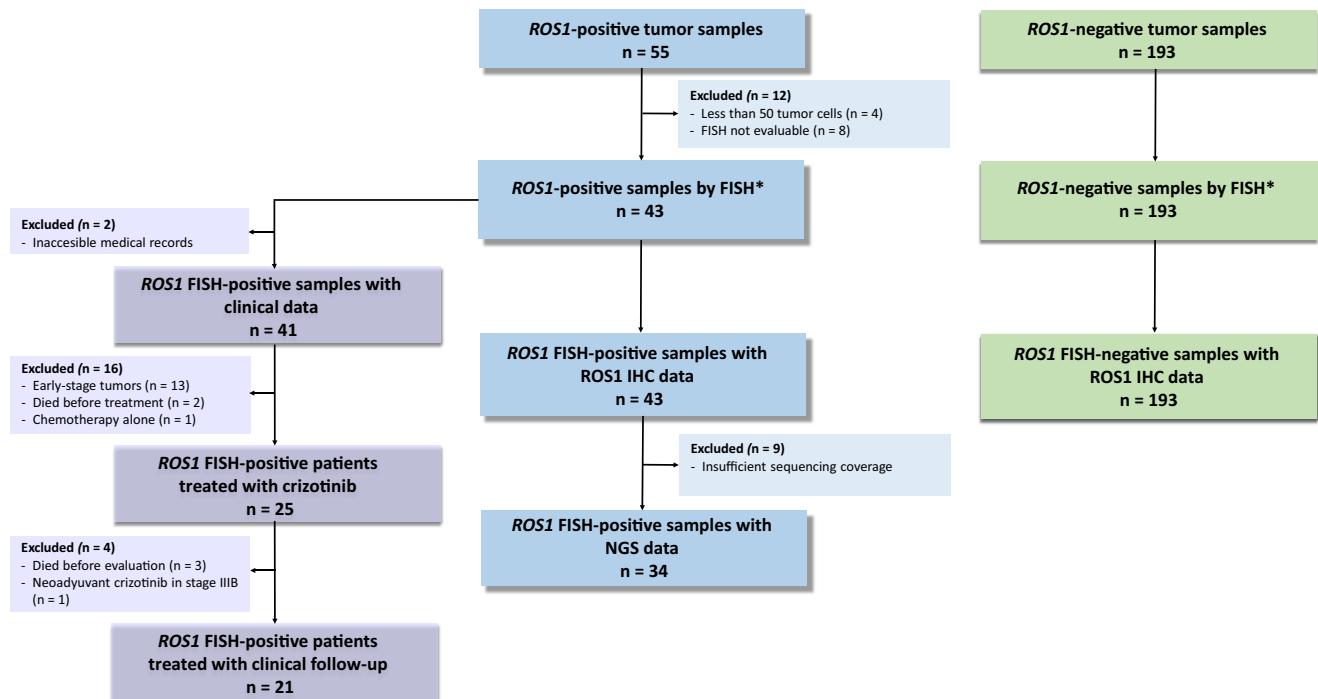 ROS1-positive tumor samples
n = 55
ROS1-negative tumor samples
n = 193
Excluded (n = 12)
- Less than 50 tumor cells (n = 4)
- FISH not evaluable (n = 8)
ROS1-positive samples by FISH*
n = 43
ROS1-negative samples by FISH*
n = 193
Excluded (n = 2)
- Inaccesible medical records
ROS1 FISH-positive samples with
clinical data
n = 41
ROS1 FISH-positive samples with
ROS1 IHC data
n = 43
ROS1 FISH-negative samples with
ROS1 IHC data
n = 193
Excluded (n = 16)
- Early-stage tumors (n = 13)
- Died before treatment (n = 2)
- Chemotherapy alone (n = 1)
Excluded (n = 9)
- Insufficient sequencing coverage
ROS1 FISH-positive patients
treated with crizotinib
n = 25
ROS1 FISH-positive samples with
NGS data
n = 34
Excluded (n = 4)
- Died before evaluation (n = 3)
- Neoadyuvant crizotinib in stage IIIB
(n = 1)
ROS1 FISH-positive patients
treated with clinical follow-up
n = 21